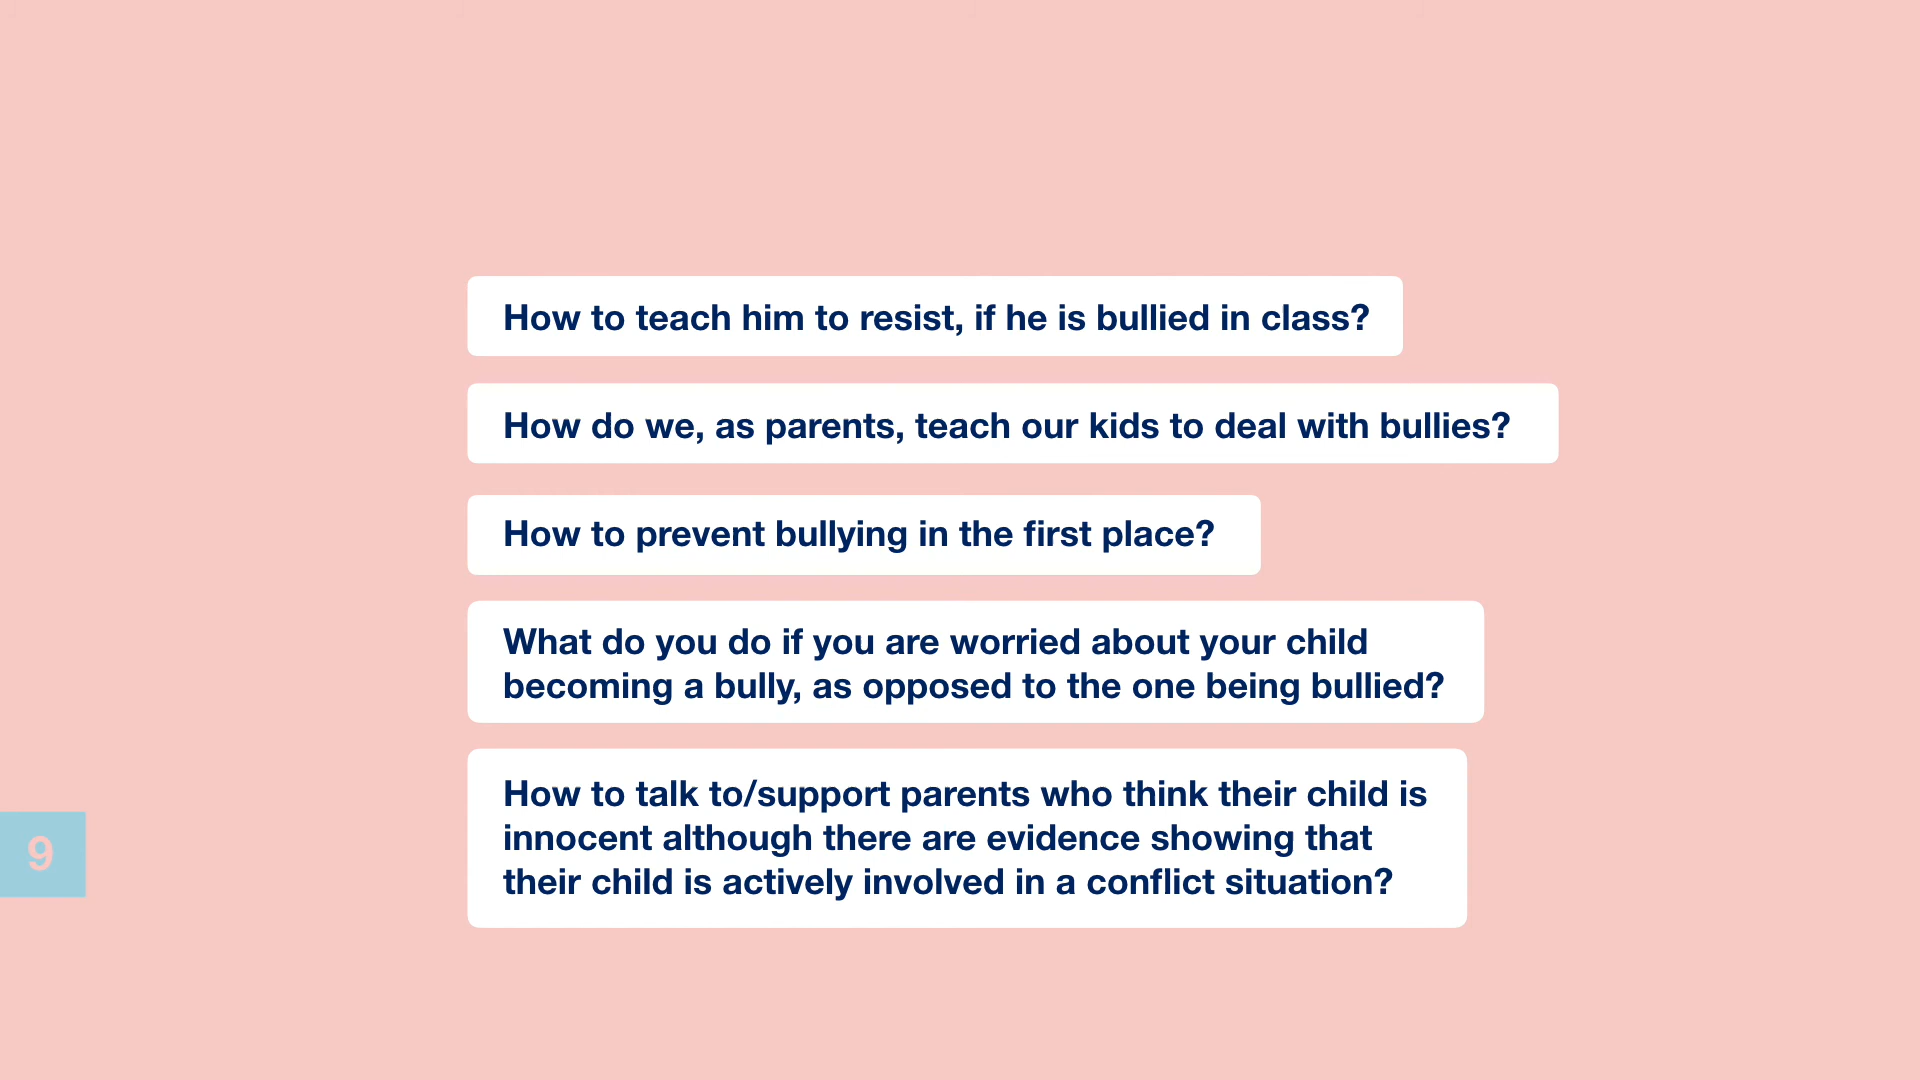 How to teach him to resist, if he is bullied in class?
How do we, as parents, teach our kids to deal with bullies?
How to prevent bullying in the first place?
What do you do if you are worried about your child
becoming a bully, as opposed to the one being bullied?
How to talk to/support parents who think their child is
innocent although there are evidence showing that
their child is actively involved in a conflict situation?
9